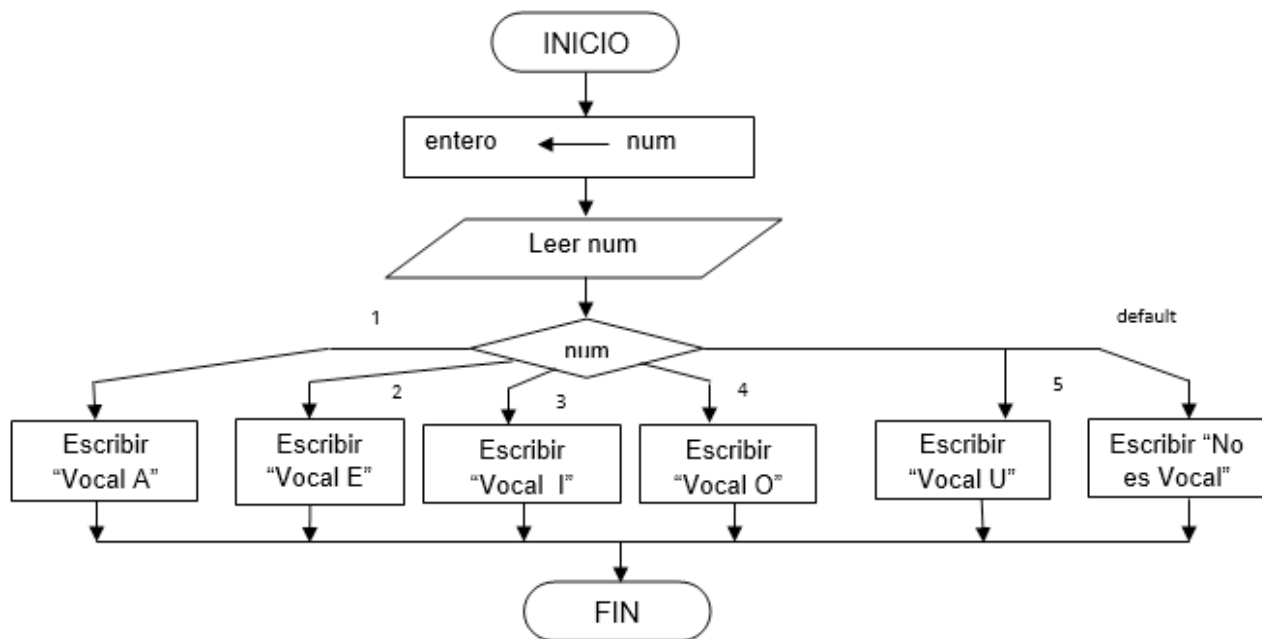 INICIO
entero num
Leer num
num
1
2
3
4
5
default
Escribir
“Vocal A”
Escribir
“Vocal E”
Escribir
“Vocal I”
Escribir
“Vocal O”
Escribir
“Vocal U”
Escribir “No
es Vocal”
FIN